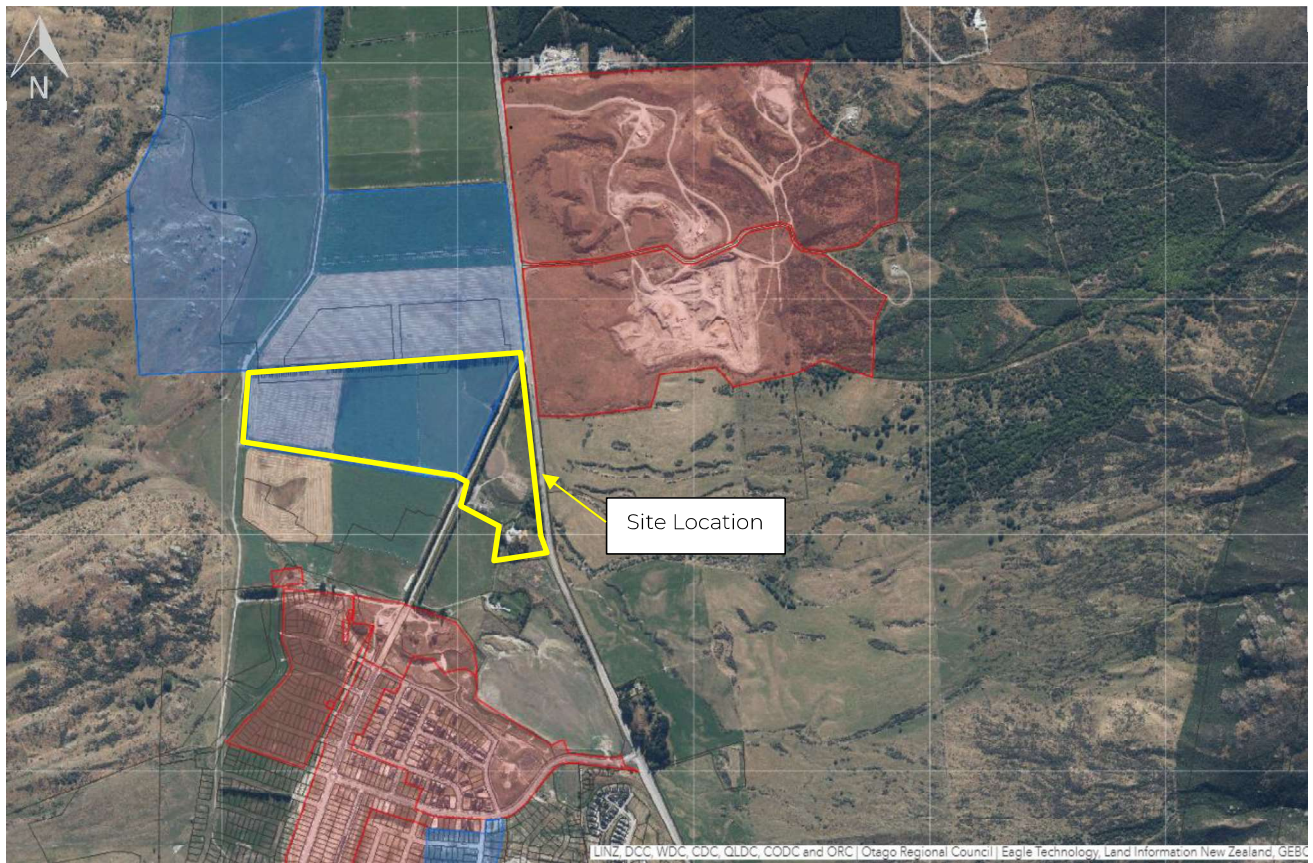 N
Site Location
LINZ, DCC, WDC, CDC, QLDC, CODC and ORC | Otago Regional Council | Eagle Technology, Land Information New Zealand, GEBC